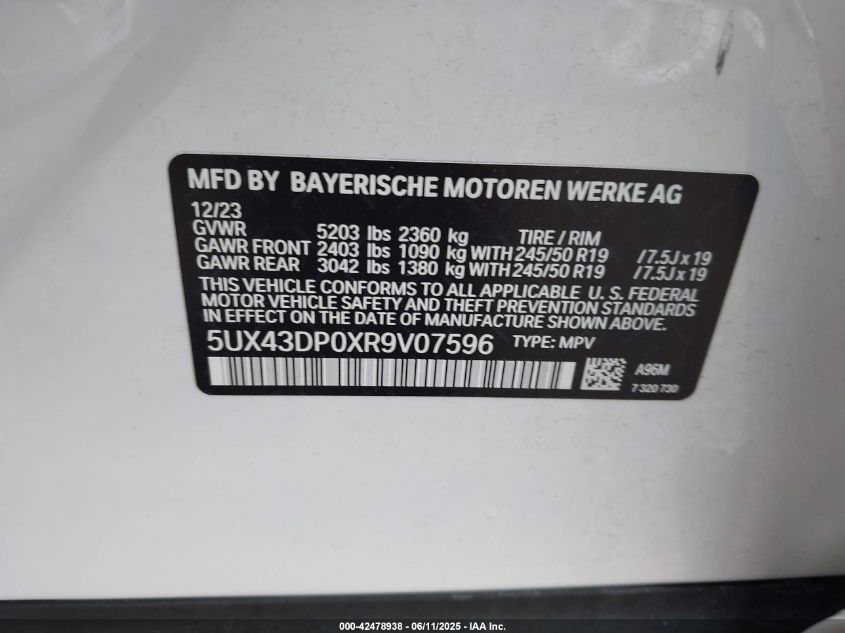 MFD BY BAYERISCHE MOTOREN WERKE AG
12/23
GVWR 5203 lbs 2360 kg TIRE / RIM
GAWR FRONT 2403 lbs 1090 kg WITH 245/50 R19 / 7.5J x 19
GAWR REAR 3042 lbs 1380 kg WITH 245/50 R19 / 7.5J x 19
THIS VEHICLE CONFORMS TO ALL APPLICABLE U. S. FEDERAL
MOTOR VEHICLE SAFETY AND THEFT PREVENTION STANDARDS
IN EFFECT ON THE DATE OF MANUFACTURE SHOWN ABOVE.
5UX43DP0XR9V07596 TYPE: MPV
A96M
7 320 730
000-42478938 - 06/11/2025 - IAA Inc.